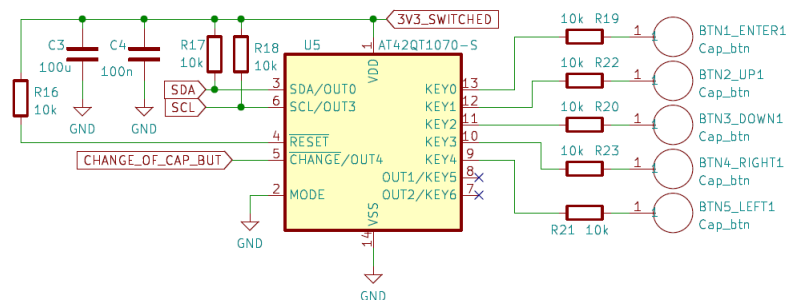 3V3_SWITCHED
10k R19
1
BTN1_ENTER1
Cap_btn
C3
100u
C4
100n
R17
10k
R18
10k
U5
AT42QT1070-S
1
VDD
R16
10k
GND
GND
SDA
SCL
3
SDA/OUT0
6
SCL/OUT3
4
RESET
CHANGE_OF_CAP_BUT
5
CHANGE/OUT4
2
MODE
GND
KEY0
13
KEY1
12
KEY2
11
KEY3
10
KEY4
9
OUT1/KEY5
8
OUT2/KEY6
7
VSS
14
GND
10k R22
1
BTN2_UP1
Cap_btn
10k R20
1
BTN3_DOWN1
Cap_btn
10k R23
1
BTN4_RIGHT1
Cap_btn
R21 10k
1
BTN5_LEFT1
Cap_btn